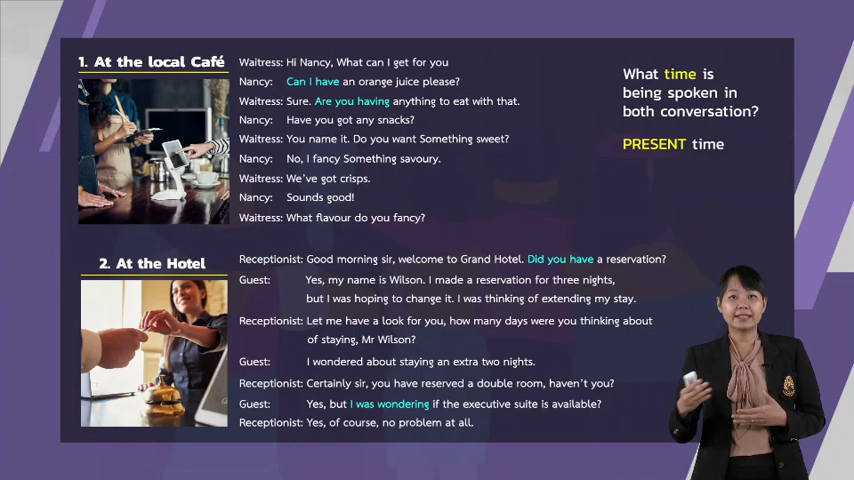 1. At the local Café
Waitress: Hi Nancy, What can I get for you
Nancy: Can I have an orange juice please?
Waitress: Sure. Are you having anything to eat with that.
Nancy: Have you got any snacks?
Waitress: You name it. Do you want Something sweet?
Nancy: No, I fancy Something savoury.
Waitress: We've got crisps.
Nancy: Sounds good!
Waitress: What flavour do you fancy?
What time is
being spoken in
both conversation?
PRESENT time
2. At the Hotel
Receptionist: Good morning sir, welcome to Grand Hotel. Did you have a reservation?
Guest: Yes, my name is Wilson. I made a reservation for three nights,
but I was hoping to change it. I was thinking of extending my stay.
Receptionist: Let me have a look for you, how many days were you thinking about
of staying, Mr Wilson?
Guest: I wondered about staying an extra two nights.
Receptionist: Certainly sir, you have reserved a double room, haven't you?
Guest: Yes, but I was wondering if the executive suite is available?
Receptionist: Yes, of course, no problem at all.